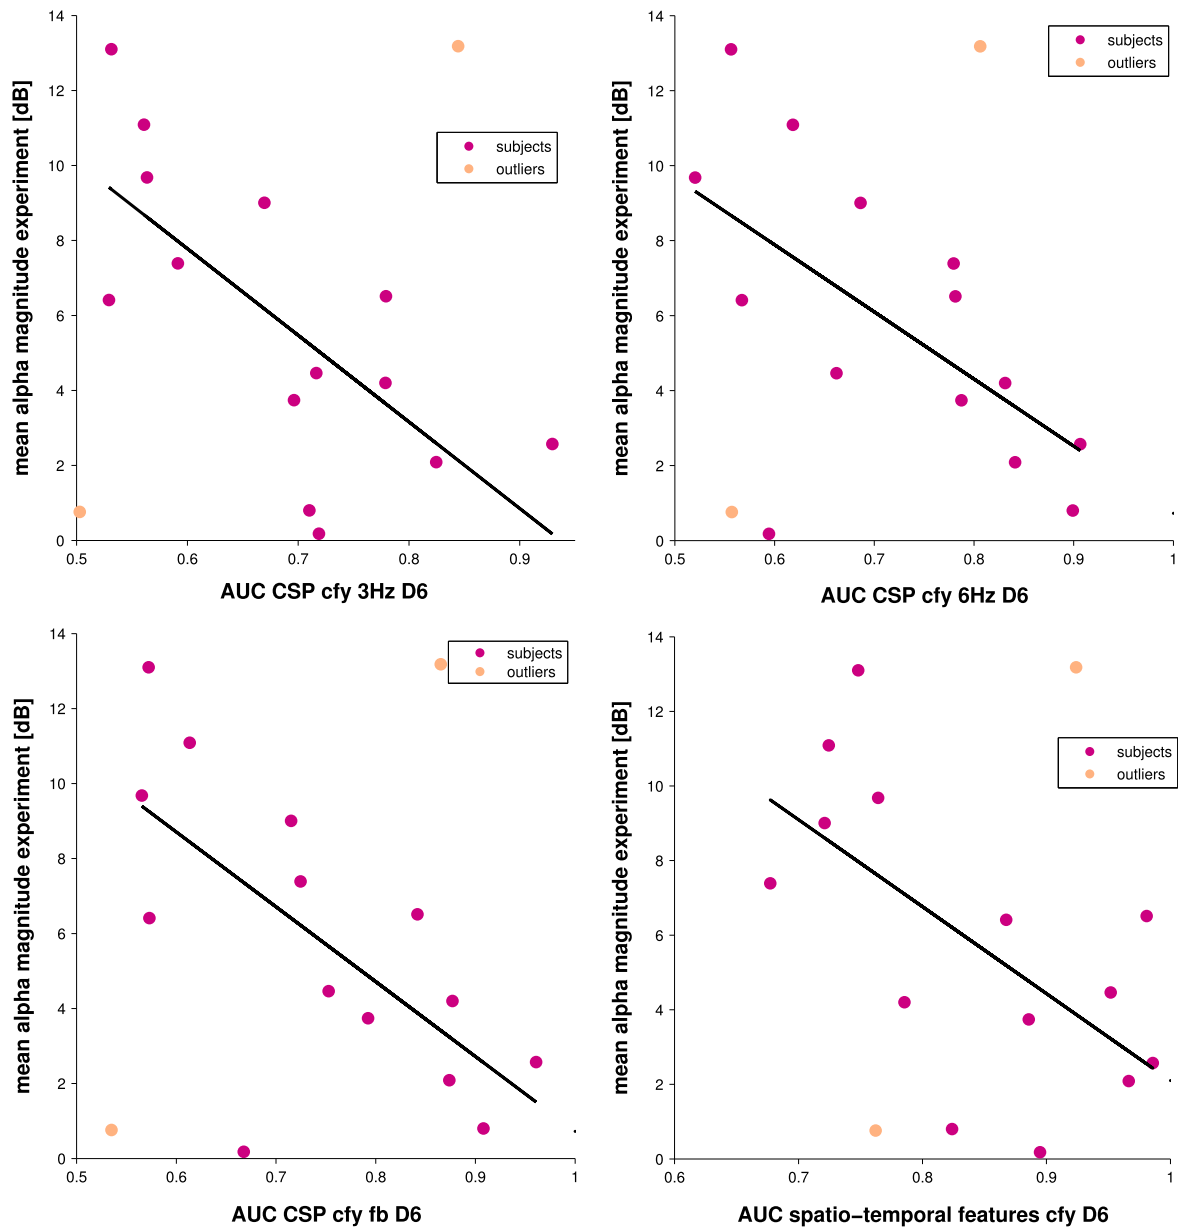 mean alpha magnitude experiment [dB]
14
12
10
8
6
4
2
0
0.5 0.6 0.7 0.8 0.9
AUC CSP cfy 3Hz D6
subjects
outliers
mean alpha magnitude experiment [dB]
14
12
10
8
6
4
2
0
0.5 0.6 0.7 0.8 0.9 1
AUC CSP cfy 6Hz D6
subjects
outliers
mean alpha magnitude experiment [dB]
14
12
10
8
6
4
2
0
0.5 0.6 0.7 0.8 0.9 1
AUC CSP cfy fb D6
subjects
outliers
mean alpha magnitude experiment [dB]
14
12
10
8
6
4
2
0
0.6 0.7 0.8 0.9 1
AUC spatio−temporal features cfy D6
subjects
outliers